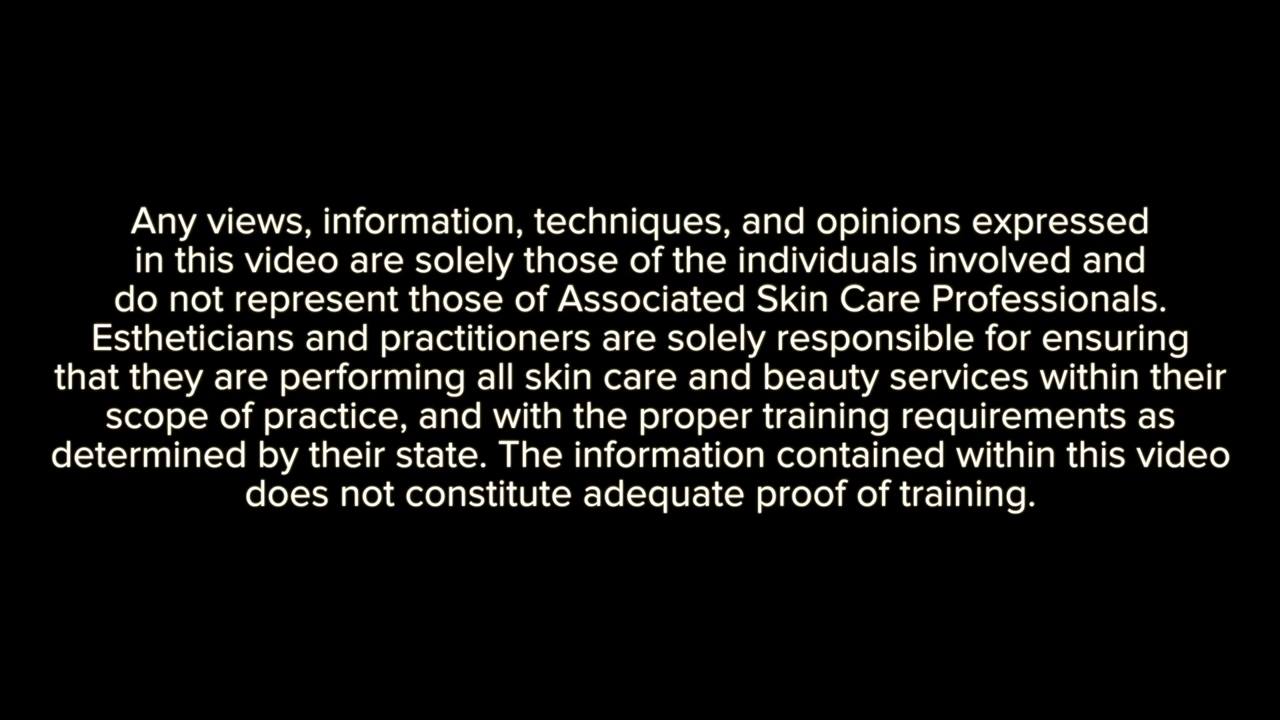 Any views, information, techniques, and opinions expressed
in this video are solely those of the individuals involved and
do not represent those of Associated Skin Care Professionals.
Estheticians and practitioners are solely responsible for ensuring
that they are performing all skin care and beauty services within their
scope of practice, and with the proper training requirements as
determined by their state. The information contained within this video
does not constitute adequate proof of training.